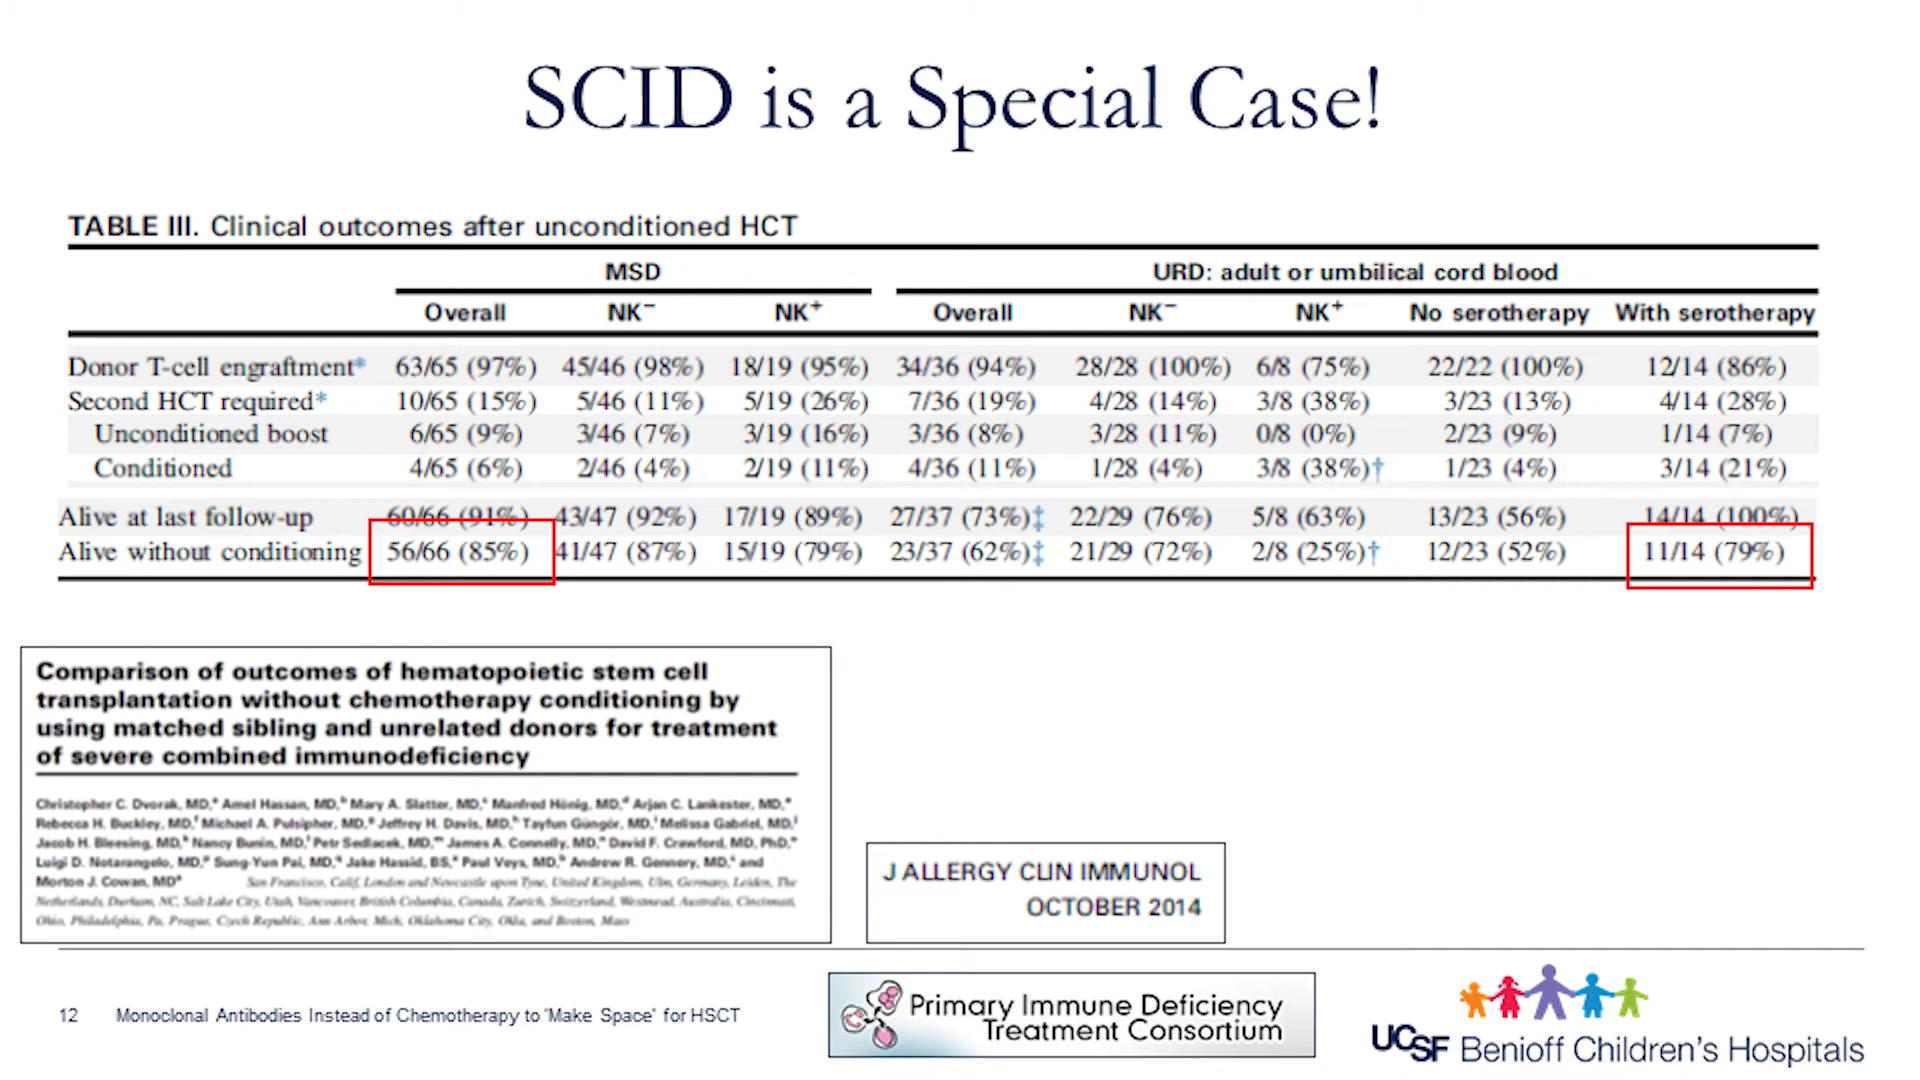 SCID is a Special Case!
TABLE III. Clinical outcomes after unconditioned HCT
MSD URD: adult or umbilical cord blood
Overall NK− NK+ Overall NK− NK+ No serotherapy With serotherapy
Donor T-cell engraftment* 63/65 (97%) 45/46 (98%) 18/19 (95%) 34/36 (94%) 28/28 (100%) 6/8 (75%) 22/22 (100%) 12/14 (86%)
Second HCT required* 10/65 (15%) 5/46 (11%) 5/19 (26%) 7/36 (19%) 4/28 (14%) 3/8 (38%) 3/23 (13%) 4/14 (28%)
Unconditioned boost 6/65 (9%) 3/46 (7%) 3/19 (16%) 3/36 (8%) 3/28 (11%) 0/8 (0%) 2/23 (9%) 1/14 (7%)
Conditioned 4/65 (6%) 2/46 (4%) 2/19 (11%) 4/36 (11%) 1/28 (4%) 3/8 (38%)† 1/23 (4%) 3/14 (21%)
Alive at last follow-up 60/66 (91%) 43/47 (92%) 17/19 (89%) 27/37 (73%)‡ 22/29 (76%) 5/8 (63%) 13/23 (56%) 14/14 (100%)
Alive without conditioning 56/66 (85%) 41/47 (87%) 15/19 (79%) 23/37 (62%)‡ 21/29 (72%) 2/8 (25%)† 12/23 (52%) 11/14 (79%)
Comparison of outcomes of hematopoietic stem cell
transplantation without chemotherapy conditioning by
using matched sibling and unrelated donors for treatment
of severe combined immunodeficiency
Christopher C. Dvorak, MD, Amel Hassan, MD, Mary A. Slatter, MD, Manfred Hönig, MD, Arjan C. Lankester, MD,
Rebecca H. Buckley, MD, Michael A. Pulsipher, MD, Jeffrey H. Davis, MD, Tayfun Güngör, MD, Melissa Gabriel, MD,
Jacob H. Bleesing, MD, Nancy Bunin, MD, Petr Sedlacek, MD, James A. Connelly, MD, David F. Crawford, MD, PhD,
Luigi D. Notarangelo, MD, Sung-Yun Pai, MD, Jake Hassid, BS, Paul Veys, MD, Andrew R. Gennery, MD, and
Morton J. Cowan, MD San Francisco, Calif, London and Newcastle upon Tyne, United Kingdom, Ulm, Germany, Leiden, The
Netherlands, Durham, NC, Salt Lake City, Utah, Vancouver, British Columbia, Canada, Zurich, Switzerland, Westmead, Australia, Cincinnati,
Ohio, Philadelphia, Pa, Prague, Czech Republic, Ann Arbor, Mich, Oklahoma City, Okla, and Boston, Mass
J ALLERGY CLIN IMMUNOL
OCTOBER 2014
12 Monoclonal Antibodies Instead of Chemotherapy to 'Make Space' for HSCT
Primary Immune Deficiency
Treatment Consortium
UCSF Benioff Children's Hospitals